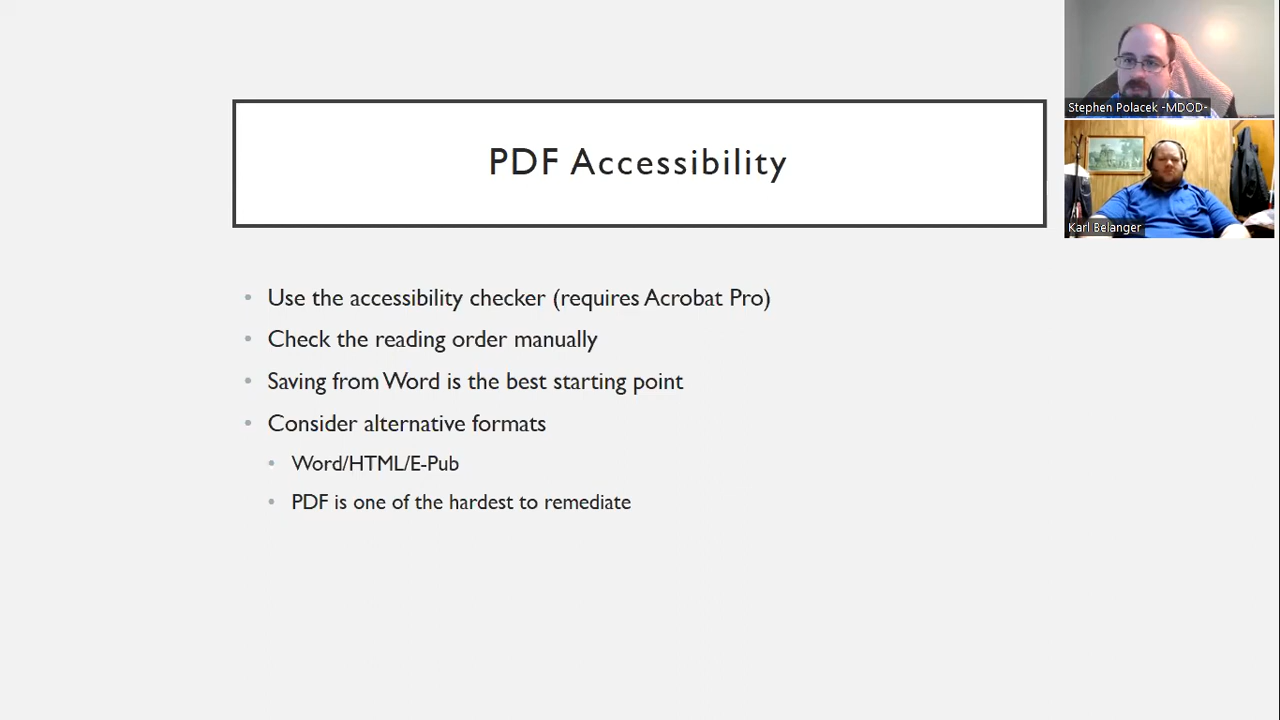 PDF Accessibility
• Use the accessibility checker (requires Acrobat Pro)
• Check the reading order manually
• Saving from Word is the best starting point
• Consider alternative formats
• Word/HTML/E-Pub
• PDF is one of the hardest to remediate
Stephen Polacek -MDOD-
Karl Belanger